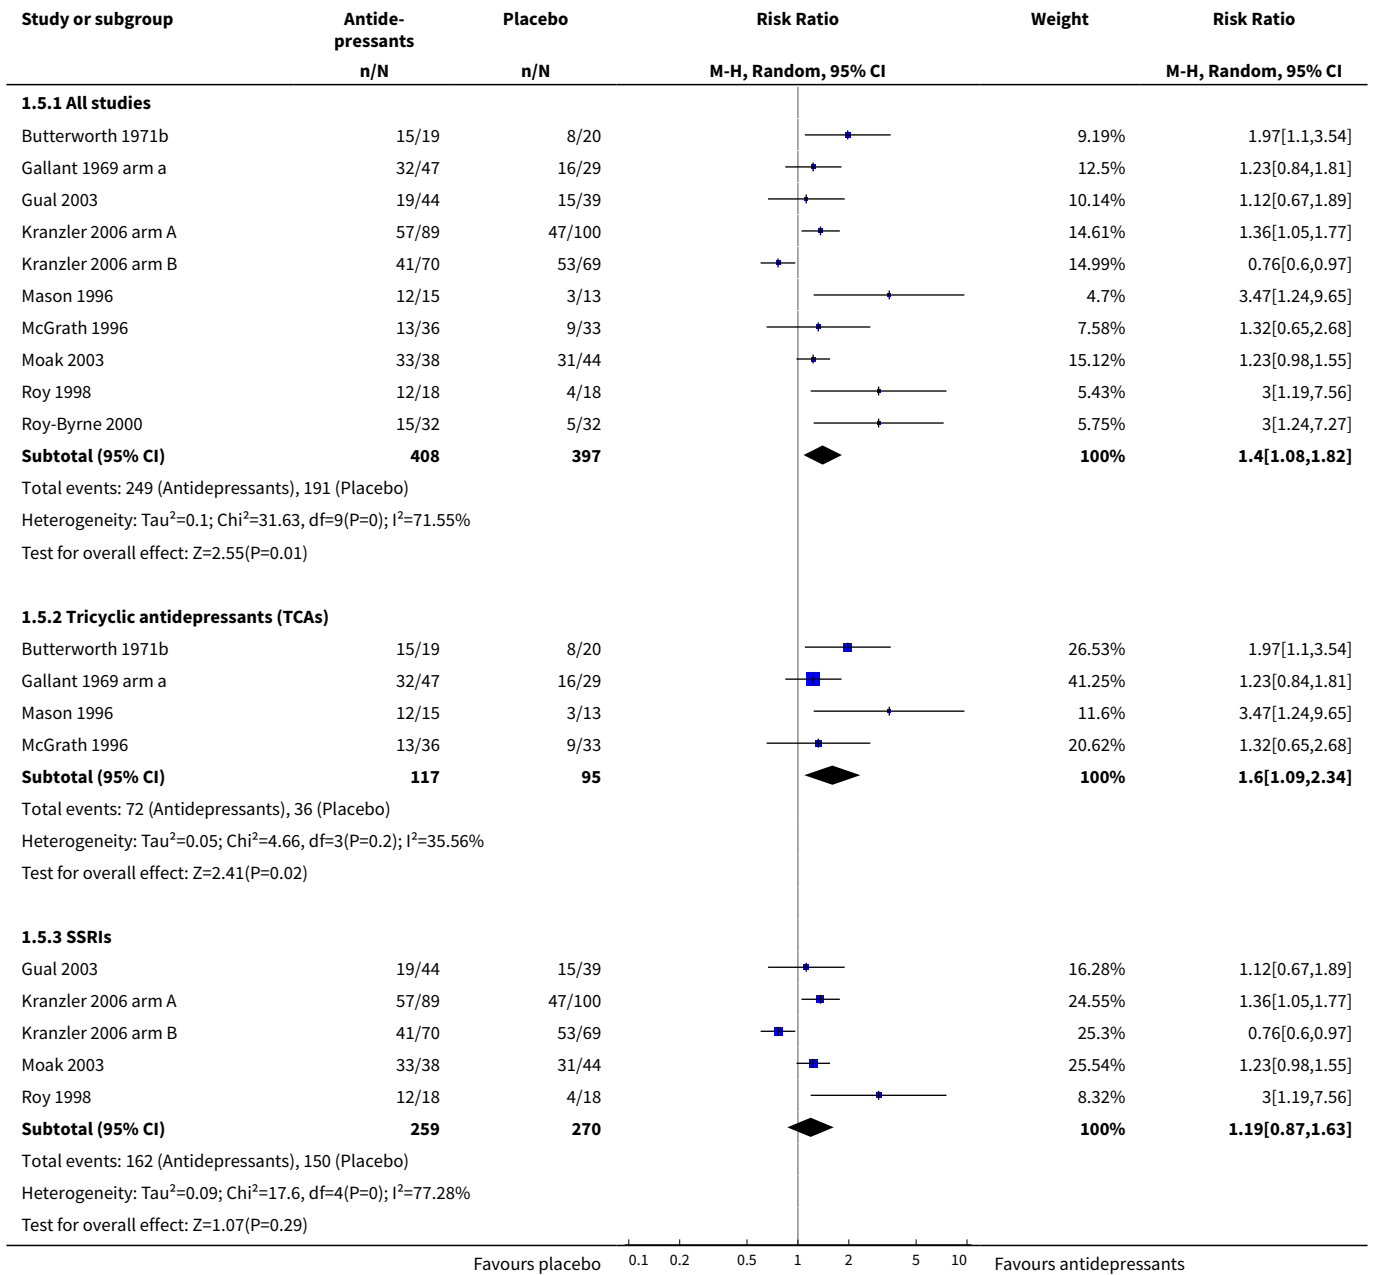 Study or subgroup Antide- Placebo Risk Ratio Weight Risk Ratio
pressants
n/N n/N M-H, Random, 95% CI M-H, Random, 95% CI
1.5.1 All studies
Butterworth 1971b 15/19 8/20 9.19% 1.97[1.1,3.54]
Gallant 1969 arm a 32/47 16/29 12.5% 1.23[0.84,1.81]
Gual 2003 19/44 15/39 10.14% 1.12[0.67,1.89]
Kranzler 2006 arm A 57/89 47/100 14.61% 1.36[1.05,1.77]
Kranzler 2006 arm B 41/70 53/69 14.99% 0.76[0.6,0.97]
Mason 1996 12/15 3/13 4.7% 3.47[1.24,9.65]
McGrath 1996 13/36 9/33 7.58% 1.32[0.65,2.68]
Moak 2003 33/38 31/44 15.12% 1.23[0.98,1.55]
Roy 1998 12/18 4/18 5.43% 3[1.19,7.56]
Roy-Byrne 2000 15/32 5/32 5.75% 3[1.24,7.27]
Subtotal (95% CI) 408 397 100% 1.4[1.08,1.82]
Total events: 249 (Antidepressants), 191 (Placebo)
Heterogeneity: Tau²=0.1; Chi²=31.63, df=9(P=0); I²=71.55%
Test for overall effect: Z=2.55(P=0.01)
1.5.2 Tricyclic antidepressants (TCAs)
Butterworth 1971b 15/19 8/20 26.53% 1.97[1.1,3.54]
Gallant 1969 arm a 32/47 16/29 41.25% 1.23[0.84,1.81]
Mason 1996 12/15 3/13 11.6% 3.47[1.24,9.65]
McGrath 1996 13/36 9/33 20.62% 1.32[0.65,2.68]
Subtotal (95% CI) 117 95 100% 1.6[1.09,2.34]
Total events: 72 (Antidepressants), 36 (Placebo)
Heterogeneity: Tau²=0.05; Chi²=4.66, df=3(P=0.2); I²=35.56%
Test for overall effect: Z=2.41(P=0.02)
1.5.3 SSRIs
Gual 2003 19/44 15/39 16.28% 1.12[0.67,1.89]
Kranzler 2006 arm A 57/89 47/100 24.55% 1.36[1.05,1.77]
Kranzler 2006 arm B 41/70 53/69 25.3% 0.76[0.6,0.97]
Moak 2003 33/38 31/44 25.54% 1.23[0.98,1.55]
Roy 1998 12/18 4/18 8.32% 3[1.19,7.56]
Subtotal (95% CI) 259 270 100% 1.19[0.87,1.63]
Total events: 162 (Antidepressants), 150 (Placebo)
Heterogeneity: Tau²=0.09; Chi²=17.6, df=4(P=0); I²=77.28%
Test for overall effect: Z=1.07(P=0.29)
Favours placebo 0.1 0.2 0.5 1 2 5 10 Favours antidepressants